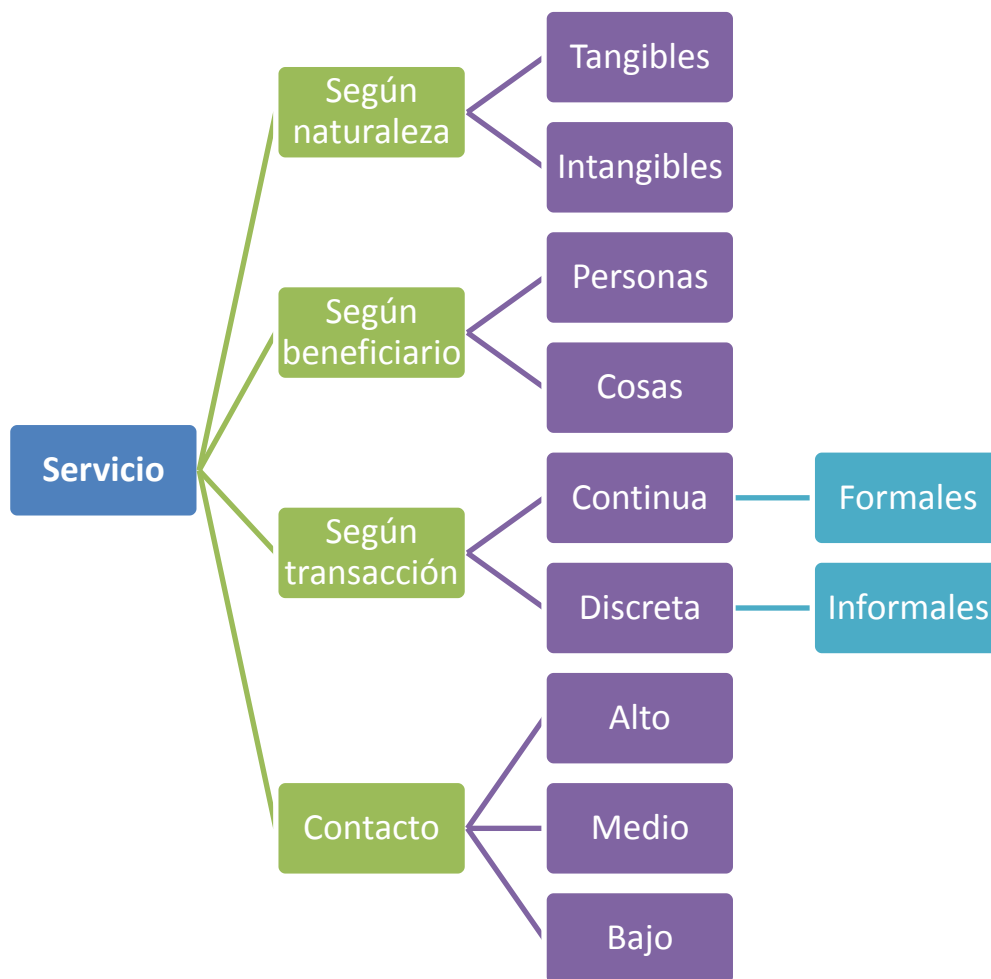 Servicio
Según
naturaleza
Tangibles
Intangibles
Según
beneficiario
Personas
Cosas
Según
transacción
Continua
Formales
Discreta
Informales
Contacto
Alto
Medio
Bajo